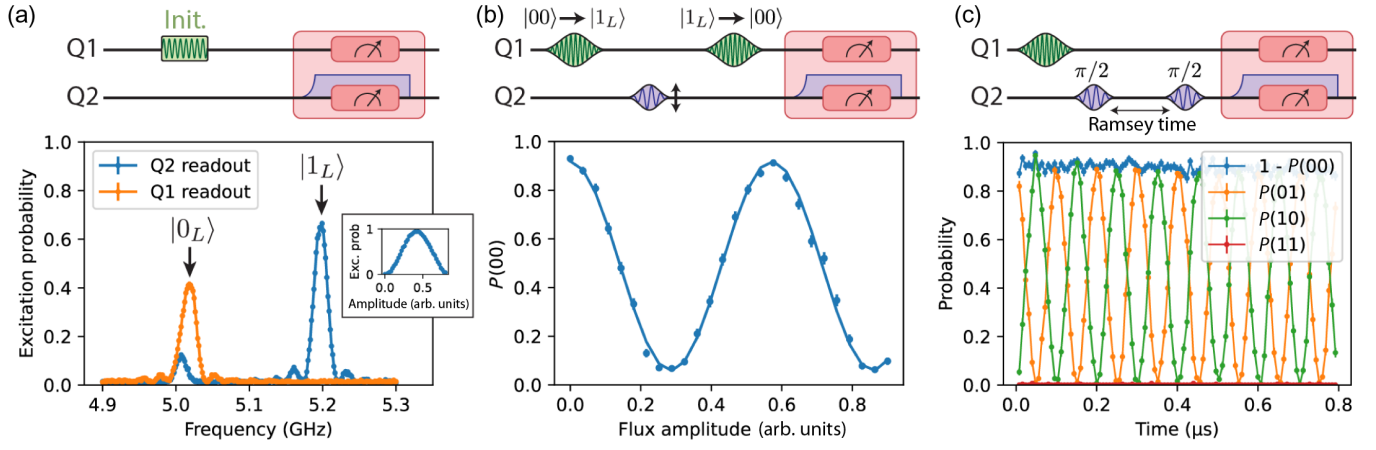 (a)
Init.
Q1
Q2
1.0
0.8
0.6
0.4
0.2
0.0
Excitation probability
Q2 readout
Q1 readout
|0_L⟩
|1_L⟩
Exc. prob
1
0
0.0
0.5
Amplitude (arb. units)
4.9
5.0
5.1
5.2
5.3
Frequency (GHz)
(b)
|00⟩→|1_L⟩
|1_L⟩→|00⟩
Q1
Q2
1.0
0.8
0.6
0.4
0.2
0.0
P(00)
0.0
0.2
0.4
0.6
0.8
Flux amplitude (arb. units)
(c)
Q1
π/2
π/2
Q2
Ramsey time
1.0
0.8
0.6
0.4
0.2
0.0
Probability
1 - P(00)
P(01)
P(10)
P(11)
0.0
0.2
0.4
0.6
0.8
Time (μs)